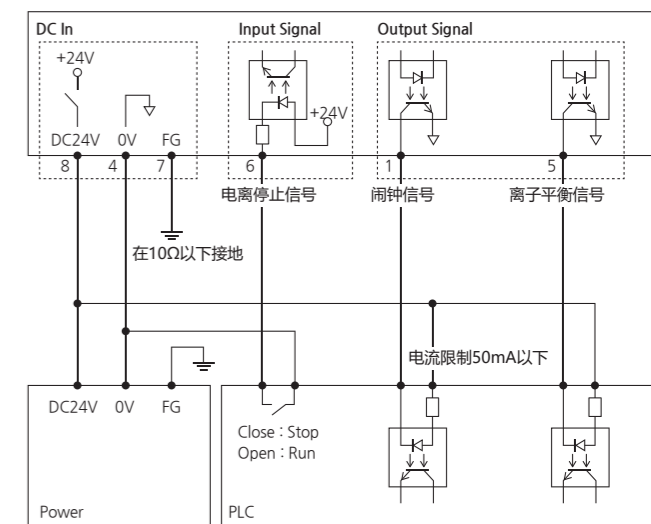 DC In
Input Signal
Output Signal
+24V
+24V
DC24V 0V FG
8 4 7 6 1 5
电离停止信号
闹钟信号
离子平衡信号
在10Ω以下接地
电流限制50mA以下
DC24V 0V FG
Close : Stop
Open : Run
Power
PLC